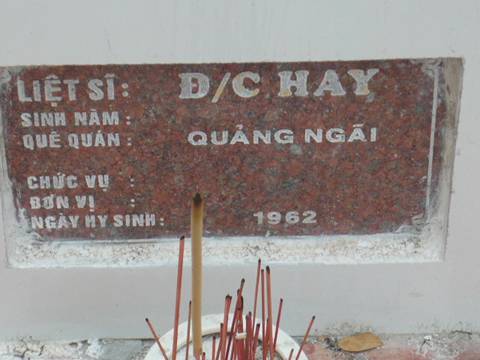 LIỆT SĨ : Đ/C HAY
SINH NĂM :
QUÊ QUÁN : QUẢNG NGÃI
CHỨC VỤ :
ĐƠN VỊ :
NGÀY HY SINH : 1962